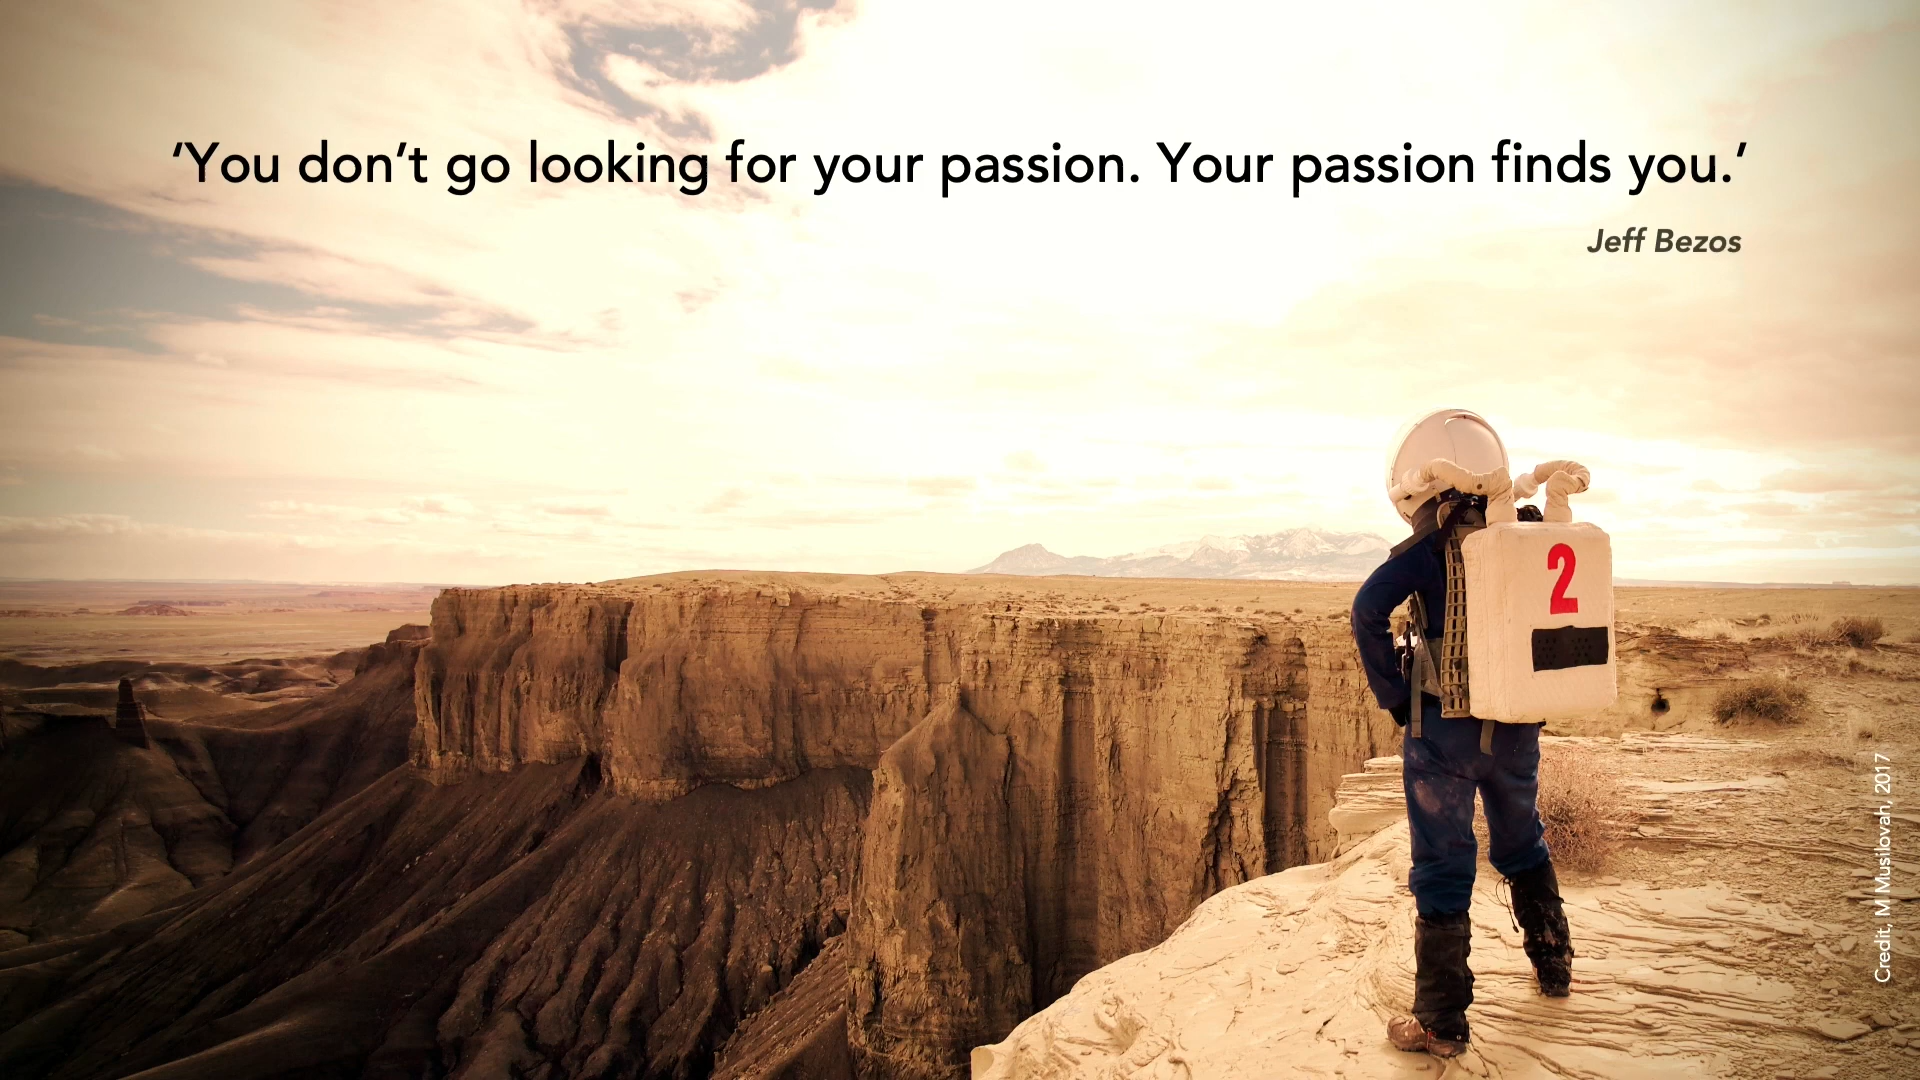 ‘You don’t go looking for your passion. Your passion finds you.’
Jeff Bezos
2
Credit, M Musilovah, 2017